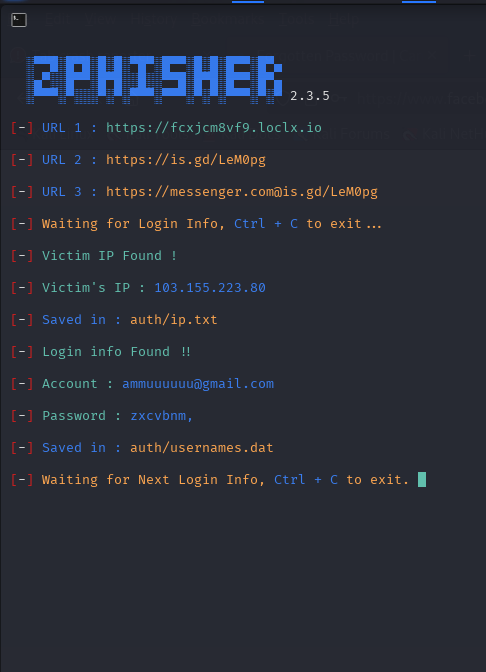 ZPHISHER 2.3.5
[-] URL 1 : https://fcxjcm8vf9.loclx.io
[-] URL 2 : https://is.gd/LeM0pg
[-] URL 3 : https://messenger.com@is.gd/LeM0pg
[-] Waiting for Login Info, Ctrl + C to exit...
[-] Victim IP Found !
[-] Victim's IP : 103.155.223.80
[-] Saved in : auth/ip.txt
[-] Login info Found !!
[-] Account : ammuuuuuu@gmail.com
[-] Password : zxcvbnm,
[-] Saved in : auth/usernames.dat
[-] Waiting for Next Login Info, Ctrl + C to exit.